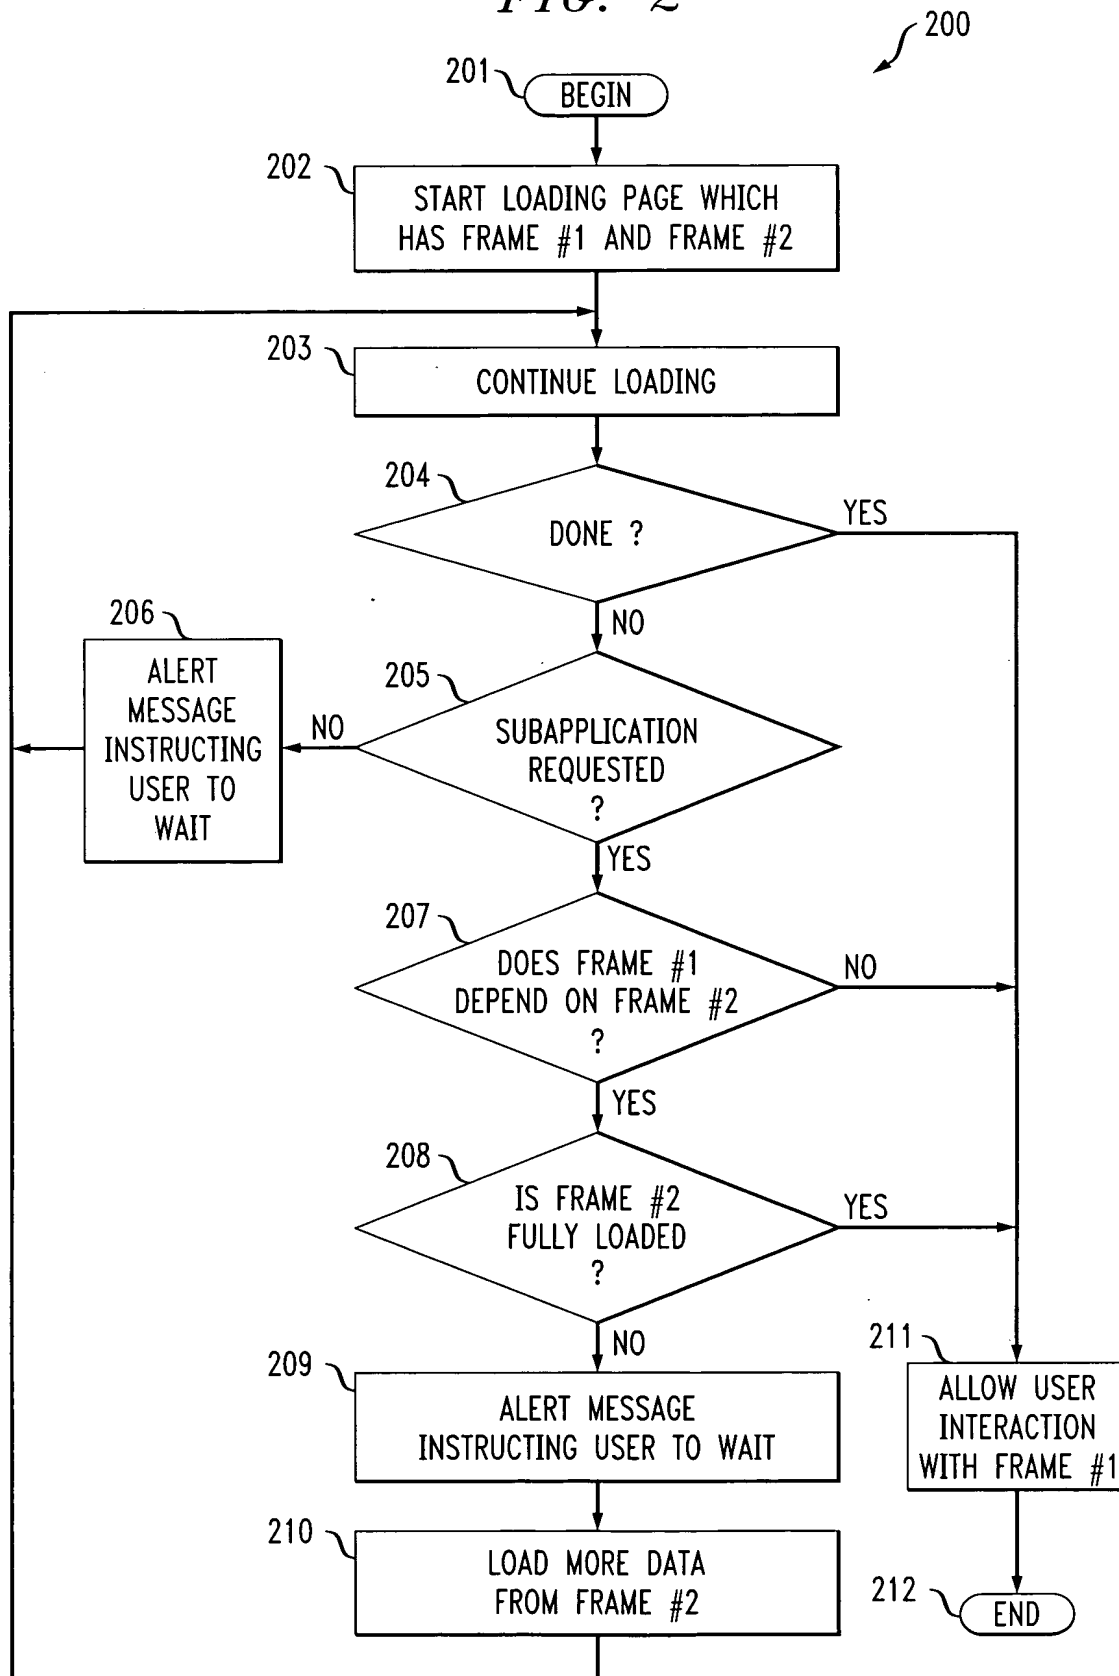 FIG. 2
200
201
BEGIN
202
START LOADING PAGE WHICH
HAS FRAME #1 AND FRAME #2
203
CONTINUE LOADING
204
DONE ?
YES
NO
206
ALERT
MESSAGE
INSTRUCTING
USER TO
WAIT
NO
205
SUBAPPLICATION
REQUESTED
?
YES
207
DOES FRAME #1
DEPEND ON FRAME #2
?
NO
YES
208
IS FRAME #2
FULLY LOADED
?
YES
NO
209
ALERT MESSAGE
INSTRUCTING USER TO WAIT
211
ALLOW USER
INTERACTION
WITH FRAME #1
210
LOAD MORE DATA
FROM FRAME #2
212
END